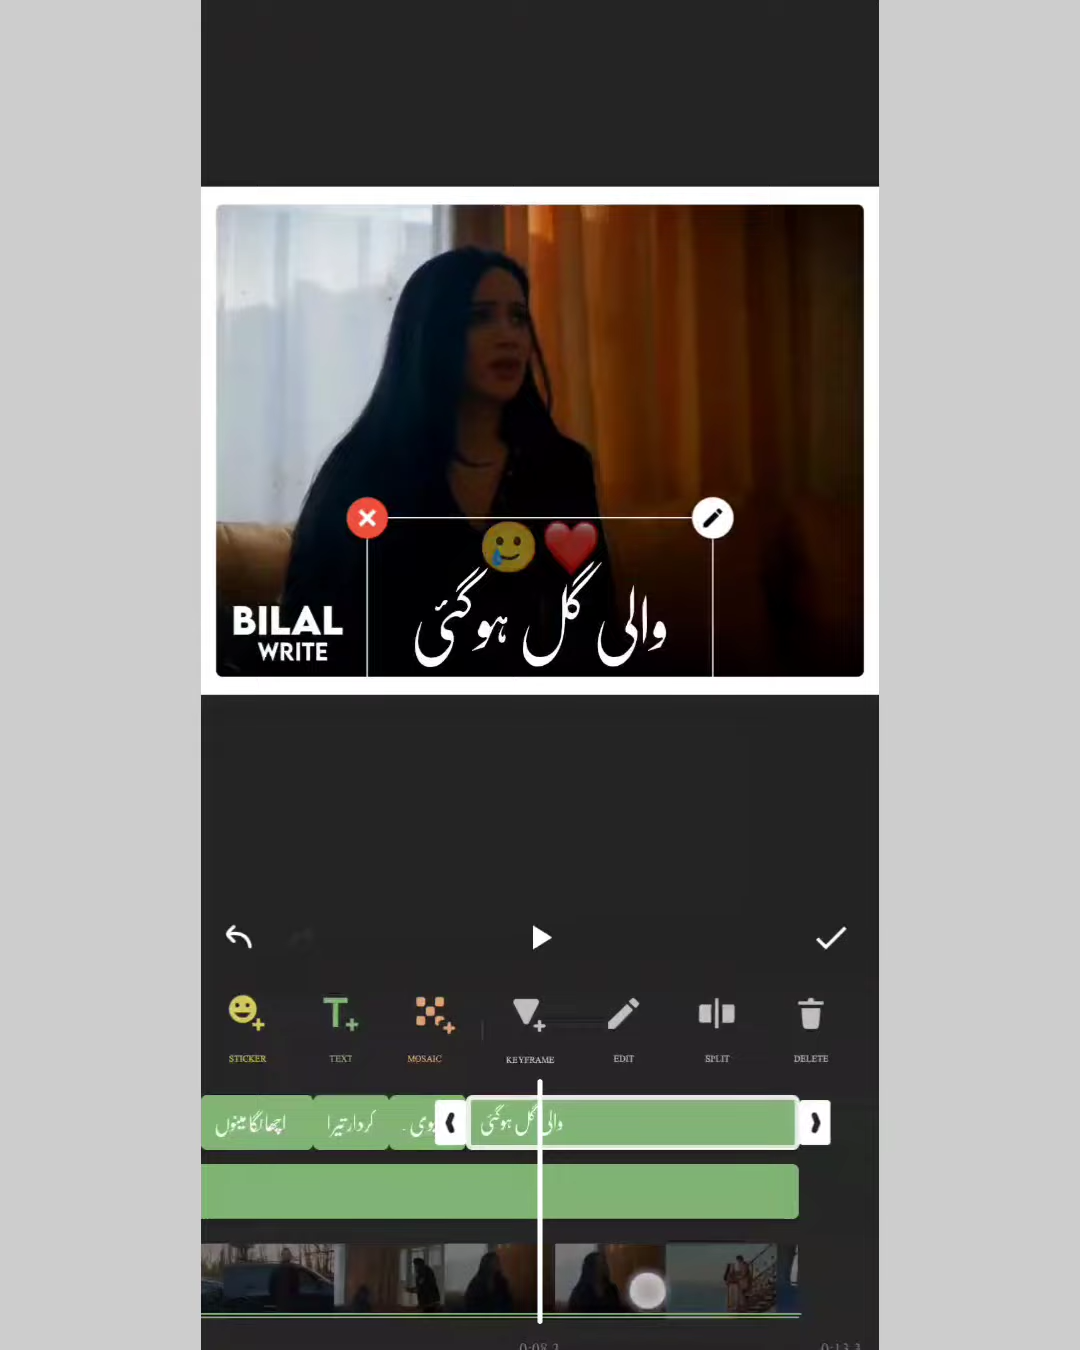 🥲❤️
والی گل ہوگئی
BILAL
WRITE
STICKER
TEXT
MOSAIC
KEYFRAME
EDIT
SPLIT
DELETE
اچھا لگا مینوں
کردار تیرا
والی گل ہوگئی